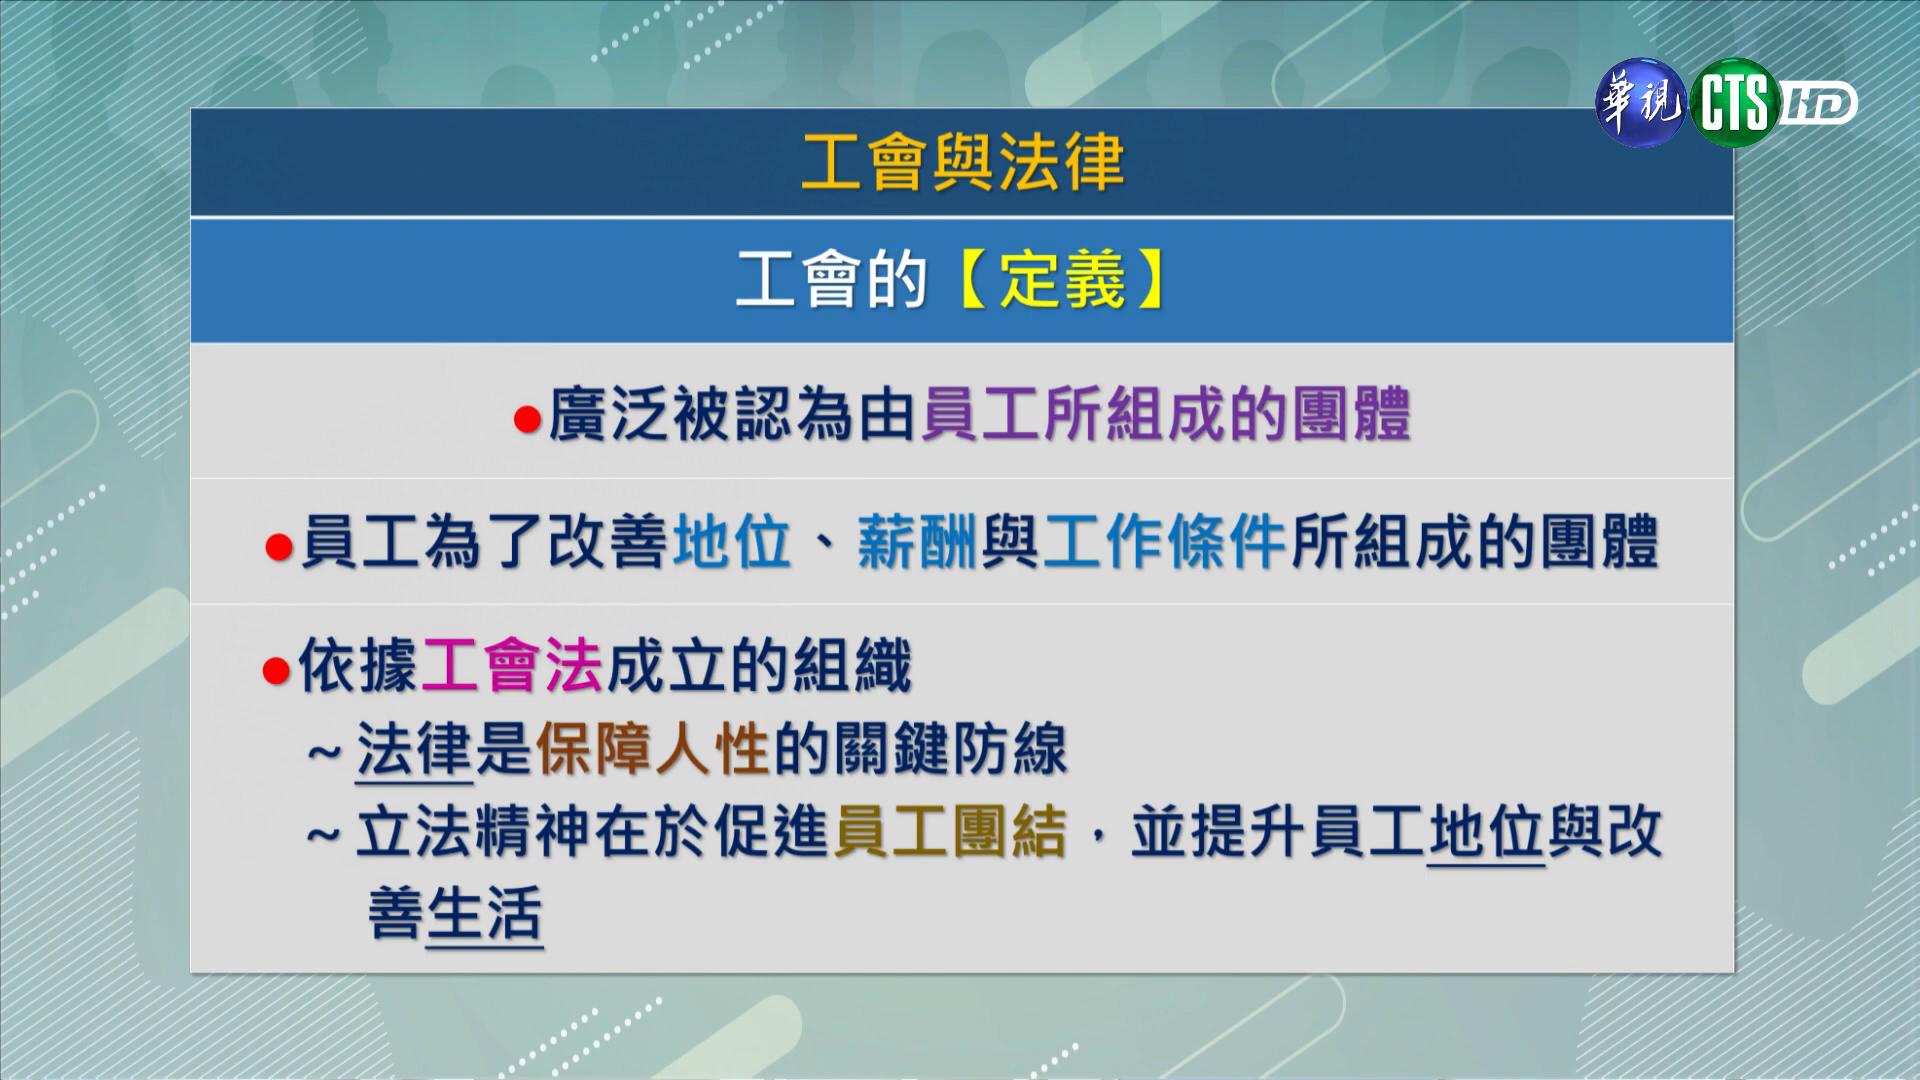 華視 CTS HD
工會與法律
工會的【定義】
●廣泛被認為由員工所組成的團體
●員工為了改善地位、薪酬與工作條件所組成的團體
●依據工會法成立的組織
~法律是保障人性的關鍵防線
~立法精神在於促進員工團結，並提升員工地位與改
善生活